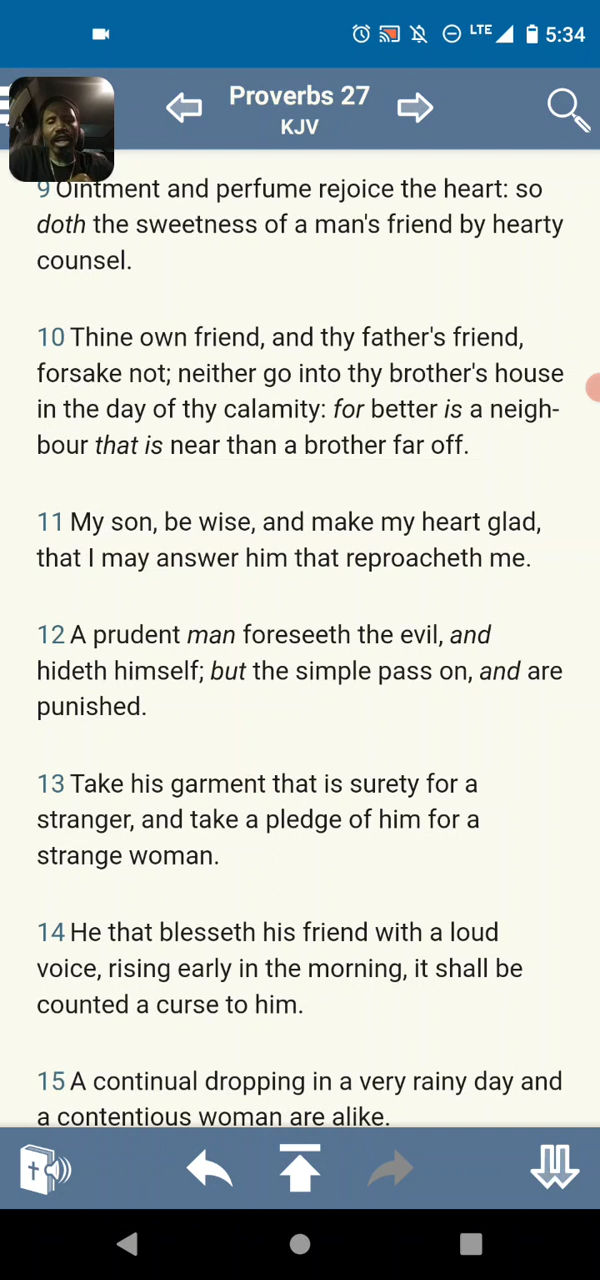 LTE 5:34
Proverbs 27
KJV
9 Ointment and perfume rejoice the heart: so
doth the sweetness of a man's friend by hearty
counsel.
10 Thine own friend, and thy father's friend,
forsake not; neither go into thy brother's house
in the day of thy calamity: for better is a neigh-
bour that is near than a brother far off.
11 My son, be wise, and make my heart glad,
that I may answer him that reproacheth me.
12 A prudent man foreseeth the evil, and
hideth himself; but the simple pass on, and are
punished.
13 Take his garment that is surety for a
stranger, and take a pledge of him for a
strange woman.
14 He that blesseth his friend with a loud
voice, rising early in the morning, it shall be
counted a curse to him.
15 A continual dropping in a very rainy day and
a contentious woman are alike.